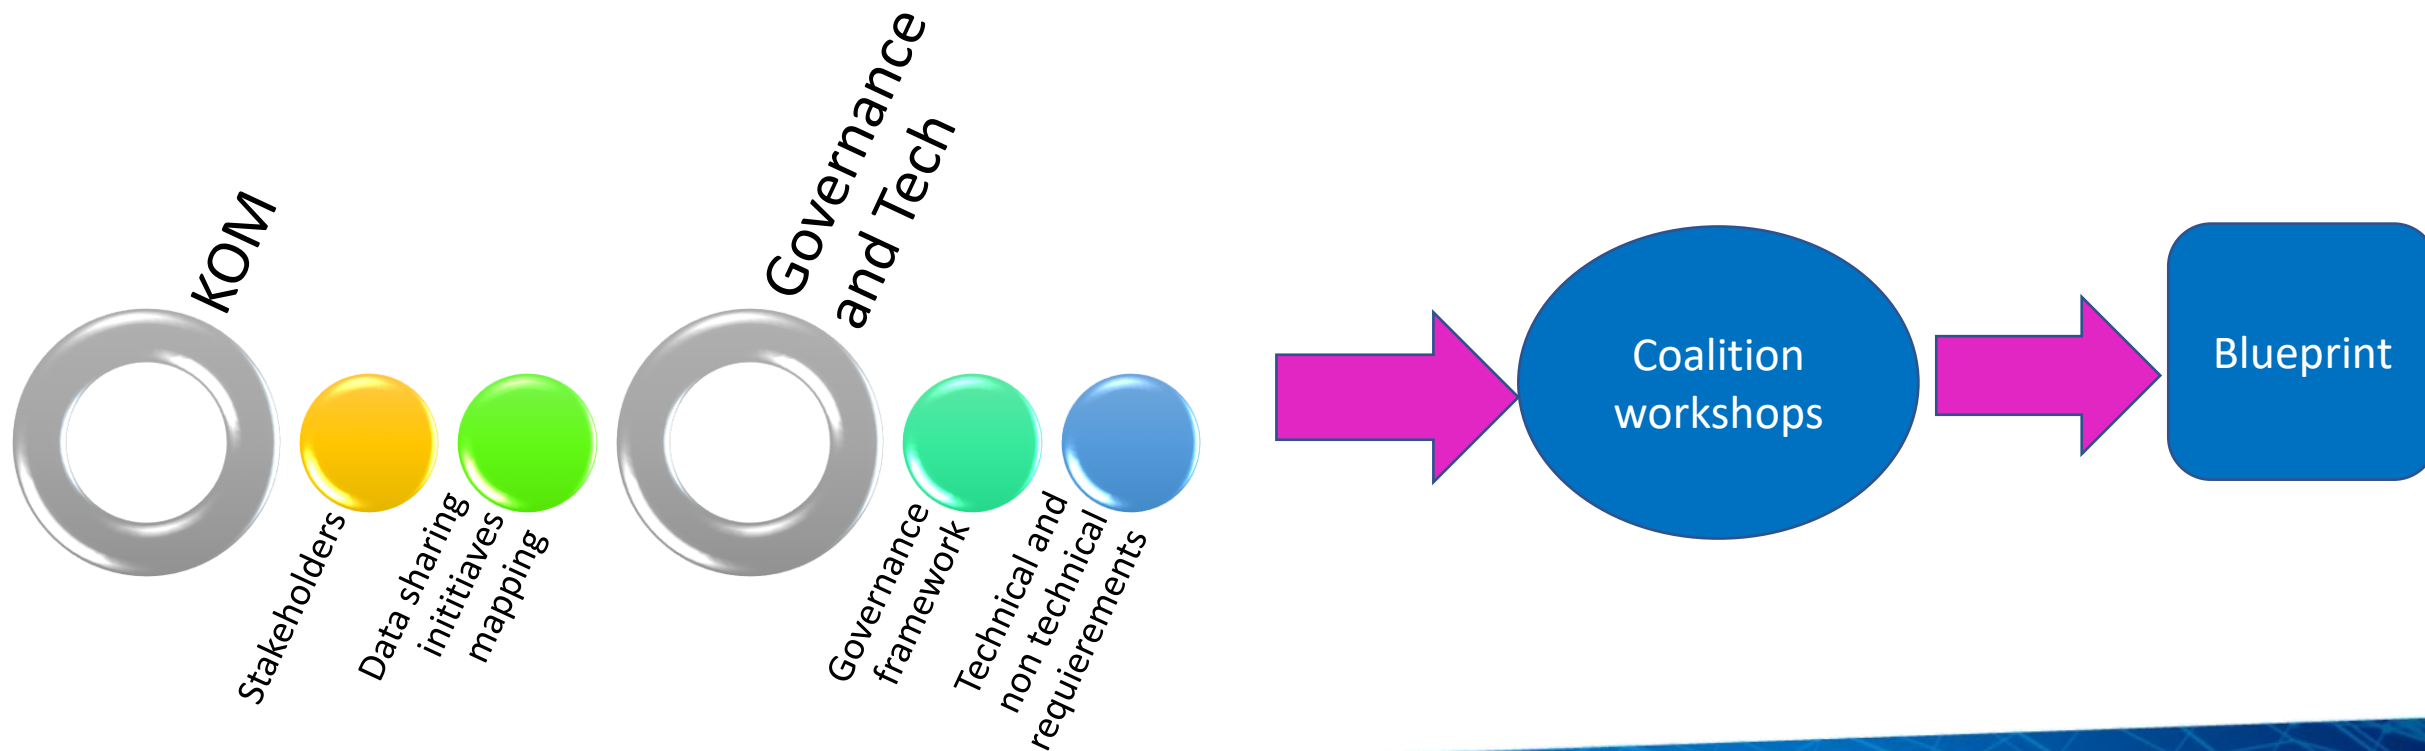 KOM
Stakeholders
Data sharing
inititiaves
mapping
Governance
and Tech
Governance
framework
Technical and
non technical
requierements
Coalition
workshops
Blueprint